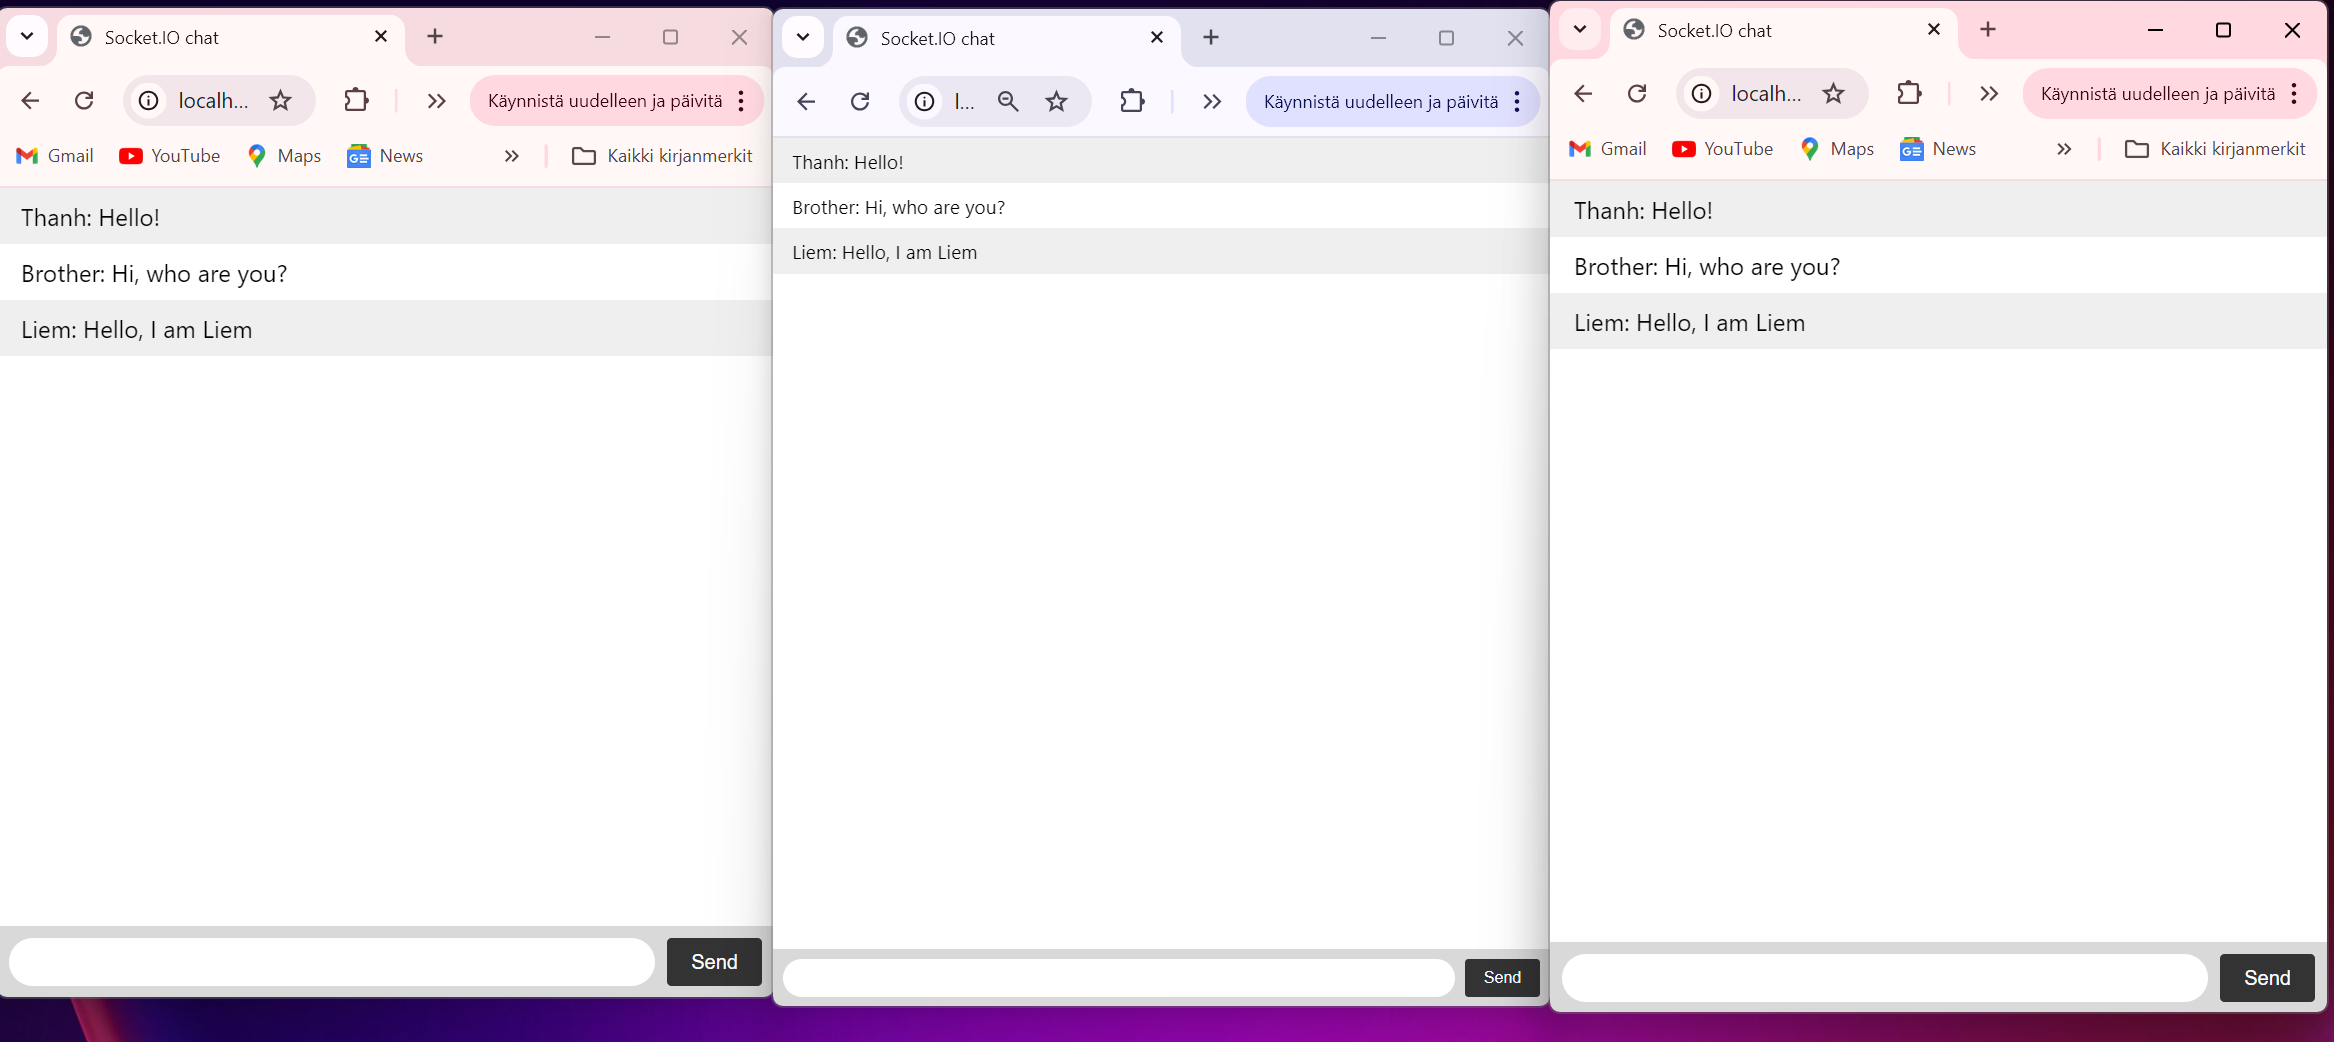 Socket.IO chat
localh...
Käynnistä uudelleen ja päivitä
Gmail
YouTube
Maps
News
Kaikki kirjanmerkit
Thanh: Hello!
Brother: Hi, who are you?
Liem: Hello, I am Liem
Send
Socket.IO chat
l...
Käynnistä uudelleen ja päivitä
Thanh: Hello!
Brother: Hi, who are you?
Liem: Hello, I am Liem
Send
Socket.IO chat
localh...
Käynnistä uudelleen ja päivitä
Gmail
YouTube
Maps
News
Kaikki kirjanmerkit
Thanh: Hello!
Brother: Hi, who are you?
Liem: Hello, I am Liem
Send